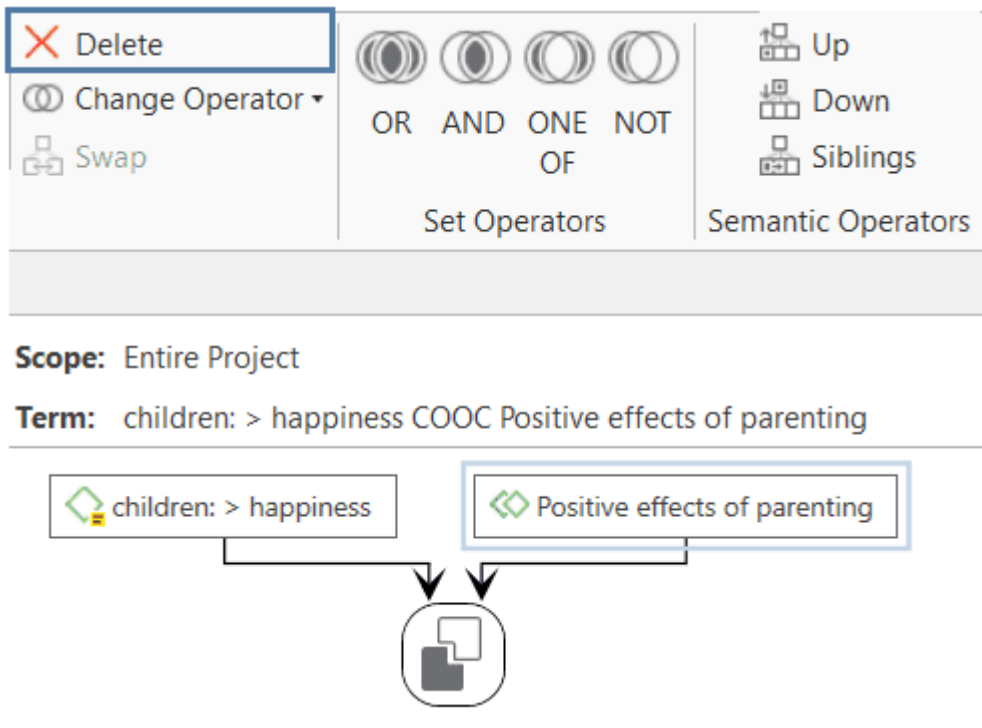 Delete
Change Operator
Swap
OR AND ONE NOT
OF
Set Operators
Up
Down
Siblings
Semantic Operators
Scope: Entire Project
Term: children: > happiness COOC Positive effects of parenting
children: > happiness
Positive effects of parenting